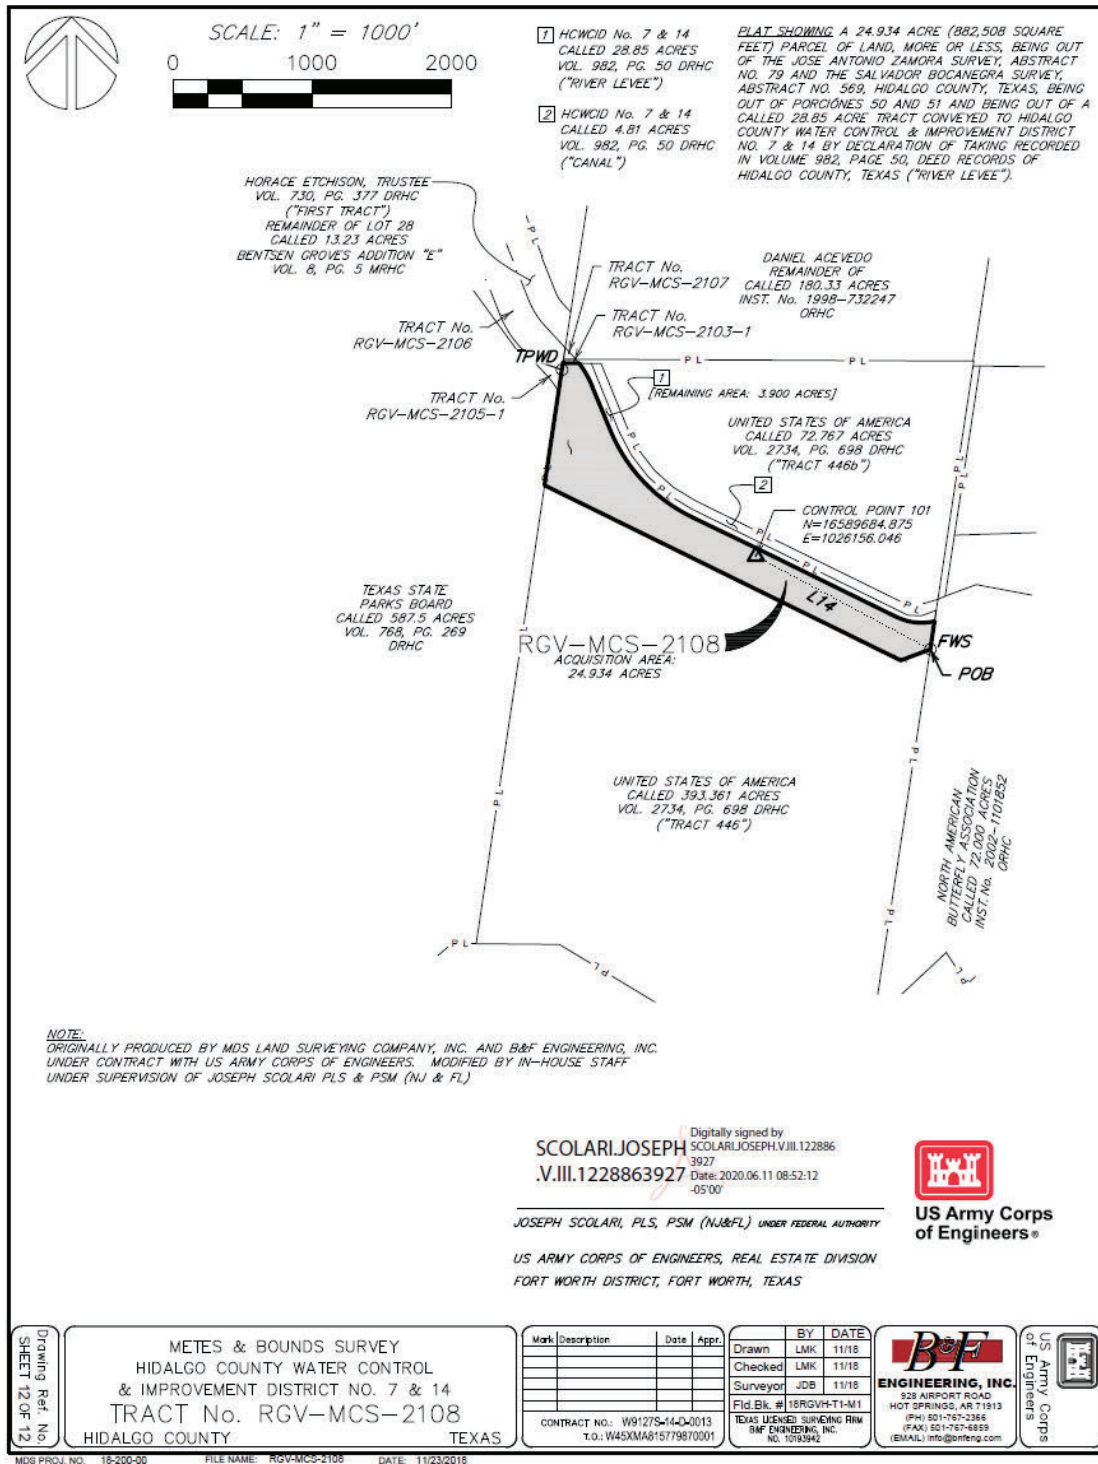 SCALE: 1" = 1000'
0 1000 2000
1 HCWCID No. 7 & 14
CALLED 28.85 ACRES
VOL. 982, PG. 50 DRHC
("RIVER LEVEE")
2 HCWCID No. 7 & 14
CALLED 4.81 ACRES
VOL. 982, PG. 50 DRHC
("CANAL")
PLAT SHOWING A 24.934 ACRE (882,508 SQUARE
FEET) PARCEL OF LAND, MORE OR LESS, BEING OUT
OF THE JOSE ANTONIO ZAMORA SURVEY, ABSTRACT
NO. 79 AND THE SALVADOR BOCANEGRA SURVEY,
ABSTRACT NO. 569, HIDALGO COUNTY, TEXAS, BEING
OUT OF PORCIÓNES 50 AND 51 AND BEING OUT OF A
CALLED 28.85 ACRE TRACT CONVEYED TO HIDALGO
COUNTY WATER CONTROL & IMPROVEMENT DISTRICT
NO. 7 & 14 BY DECLARATION OF TAKING RECORDED
IN VOLUME 982, PAGE 50, DEED RECORDS OF
HIDALGO COUNTY, TEXAS ("RIVER LEVEE").
HORACE ETCHISON, TRUSTEE
VOL. 730, PG. 377 DRHC
("FIRST TRACT")
REMAINDER OF LOT 28
CALLED 13.23 ACRES
BENTSEN GROVES ADDITION "E"
VOL. 8, PG. 5 MRHC
PL
TRACT No.
RGV-MCS-2107
DANIEL ACEVEDO
REMAINDER OF
CALLED 180.33 ACRES
INST. No. 1998-732247
ORHC
TRACT No.
RGV-MCS-2103-1
TRACT No.
RGV-MCS-2106
TPWD
PL
PL
TRACT No.
RGV-MCS-2105-1
1
[REMAINING AREA: 3.900 ACRES]
UNITED STATES OF AMERICA
CALLED 72.767 ACRES
VOL. 2734, PG. 698 DRHC
("TRACT 446b")
PL
PL
PL
2
PL
CONTROL POINT 101
N=16589684.875
E=1026156.046
PL
PL
PL
L14
TEXAS STATE
PARKS BOARD
CALLED 587.5 ACRES
VOL. 768, PG. 269
DRHC
PL
RGV-MCS-2108
ACQUISITION AREA:
24.934 ACRES
FWS
POB
PL
UNITED STATES OF AMERICA
CALLED 393.361 ACRES
VOL. 2734, PG. 698 DRHC
("TRACT 446")
PL
NORTH AMERICAN
BUTTERFLY ASSOCIATION
CALLED 72.000 ACRES
INST. No. 2002-1101852
ORHC
PL
PL
PL
PL
NOTE:
ORIGINALLY PRODUCED BY MDS LAND SURVEYING COMPANY, INC. AND B&F ENGINEERING, INC.
UNDER CONTRACT WITH US ARMY CORPS OF ENGINEERS. MODIFIED BY IN-HOUSE STAFF
UNDER SUPERVISION OF JOSEPH SCOLARI PLS & PSM (NJ & FL)
SCOLARI.JOSEPH
.V.III.1228863927
Digitally signed by
SCOLARI.JOSEPH.V.III.122886
3927
Date: 2020.06.11 08:52:12
-05'00'
JOSEPH SCOLARI, PLS, PSM (NJ&FL) UNDER FEDERAL AUTHORITY
US ARMY CORPS OF ENGINEERS, REAL ESTATE DIVISION
FORT WORTH DISTRICT, FORT WORTH, TEXAS
US Army Corps
of Engineers®
Drawing Ref. No.
SHEET 12 OF 12
METES & BOUNDS SURVEY
HIDALGO COUNTY WATER CONTROL
& IMPROVEMENT DISTRICT NO. 7 & 14
TRACT No. RGV-MCS-2108
HIDALGO COUNTY TEXAS
Mark Description Date Appr.
CONTRACT NO.: W9127S-14-D-0013
T.O.: W45XMA815779870001
BY DATE
Drawn LMK 11/18
Checked LMK 11/18
Surveyor JDB 11/18
Fld.Bk. # 18RGVH-T1-M1
TEXAS LICENSED SURVEYING FIRM
B&F ENGINEERING, INC.
NO. 10193942
B&F
ENGINEERING, INC.
928 AIRPORT ROAD
HOT SPRINGS, AR 71913
(PH) 501-767-2366
(FAX) 501-767-6859
(EMAIL) info@bnfeng.com
US Army Corps
of Engineers
MDS PROJ. NO. 18-200-00 FILE NAME: RGV-MCS-2108 DATE: 11/23/2018